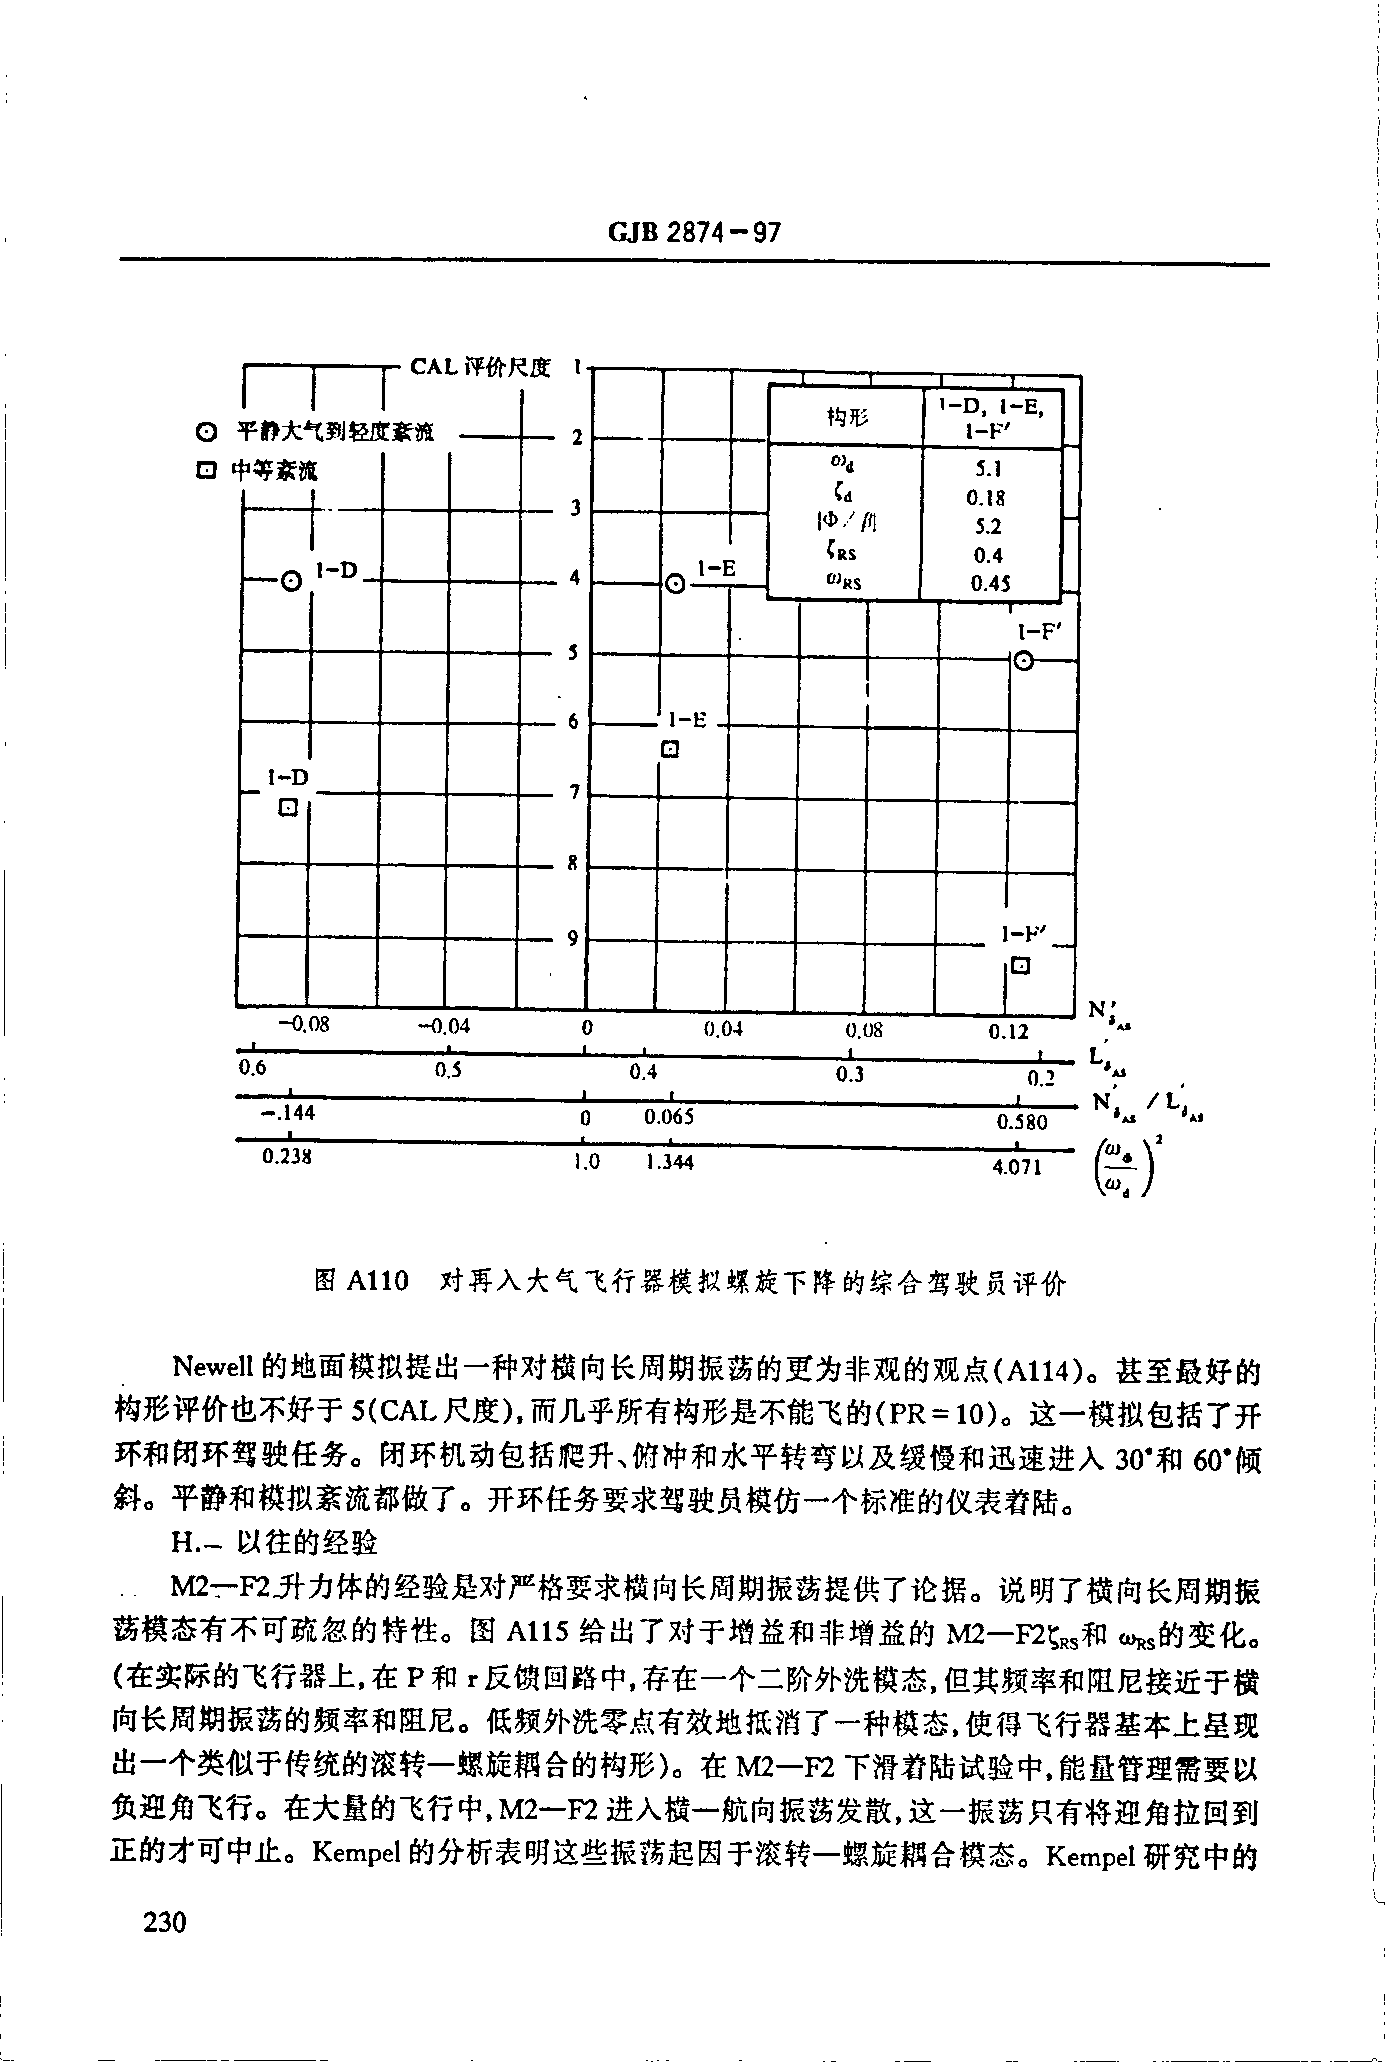 GJB 2874－97
CAL 评价尺度 1
构形 1-D, 1-E, 1-F′
⊙ 平静大气到轻度紊流 2
⊡ 中等紊流
ωd 5.1
ζd 0.18
3
|Φ/β| 5.2
ζRS 0.4
ωRS 0.45
1-D 4 1-E
1-F′
5
6 1-E
1-D
7
8
9 1-F′
-0.08 -0.04 0 0.04 0.08 0.12 N′δAS
0.6 0.5 0.4 0.3 0.2 L′δAS
-.144 0 0.065 0.580 N′δAS / L′δAS
0.238 1.0 1.344 4.071 (ωΦ/ωd)²
图 A110 对再入大气飞行器模拟螺旋下降的综合驾驶员评价
Newell 的地面模拟提出一种对横向长周期振荡的更为非观的观点(A114)。甚至最好的
构形评价也不好于 5(CAL 尺度),而几乎所有构形是不能飞的(PR=10)。这一模拟包括了开
环和闭环驾驶任务。闭环机动包括爬升、俯冲和水平转弯以及缓慢和迅速进入 30°和 60°倾
斜。平静和模拟紊流都做了。开环任务要求驾驶员模仿一个标准的仪表着陆。
H.- 以往的经验
M2—F2 升力体的经验是对严格要求横向长周期振荡提供了论据。说明了横向长周期振
荡模态有不可疏忽的特性。图 A115 给出了对于增益和非增益的 M2—F2ζRS和 ωRS的变化。
(在实际的飞行器上,在 P 和 r 反馈回路中,存在一个二阶外洗模态,但其频率和阻尼接近于横
向长周期振荡的频率和阻尼。低频外洗零点有效地抵消了一种模态,使得飞行器基本上呈现
出一个类似于传统的滚转—螺旋耦合的构形)。在 M2—F2 下滑着陆试验中,能量管理需要以
负迎角飞行。在大量的飞行中,M2—F2 进入横—航向振荡发散,这一振荡只有将迎角拉回到
正的才可中止。Kempel 的分析表明这些振荡起因于滚转—螺旋耦合模态。Kempel 研究中的
230